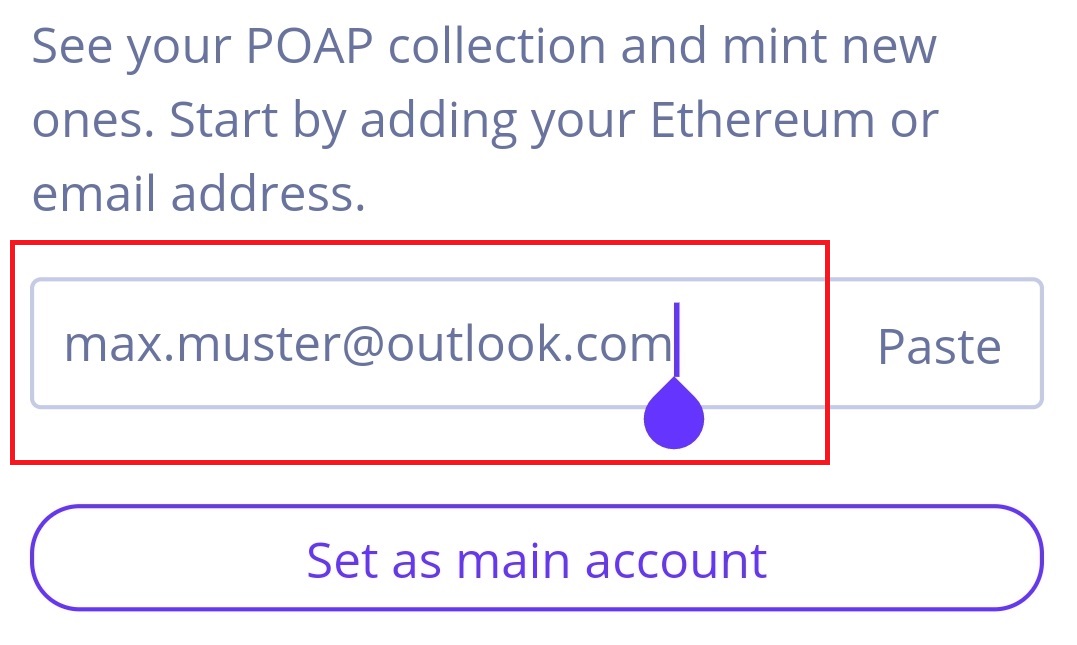 See your POAP collection and mint new
ones. Start by adding your Ethereum or
email address.
max.muster@outlook.com Paste
Set as main account